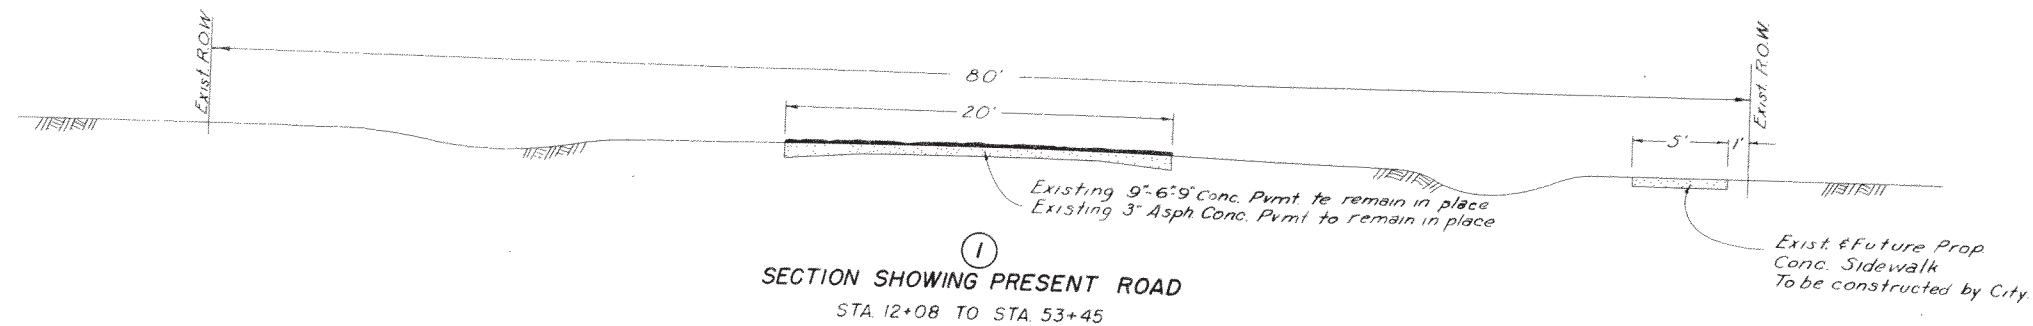 Exist. R.O.W.
Exist. R.O.W.
80'
20'
5'
1'
Existing 9"-6"-9" Conc. Pvmt. to remain in place
Existing 3" Asph. Conc. Pvmt to remain in place
Exist. & Future Prop.
Conc. Sidewalk
To be constructed by City.
1
SECTION SHOWING PRESENT ROAD
STA. 12+08 TO STA. 53+45